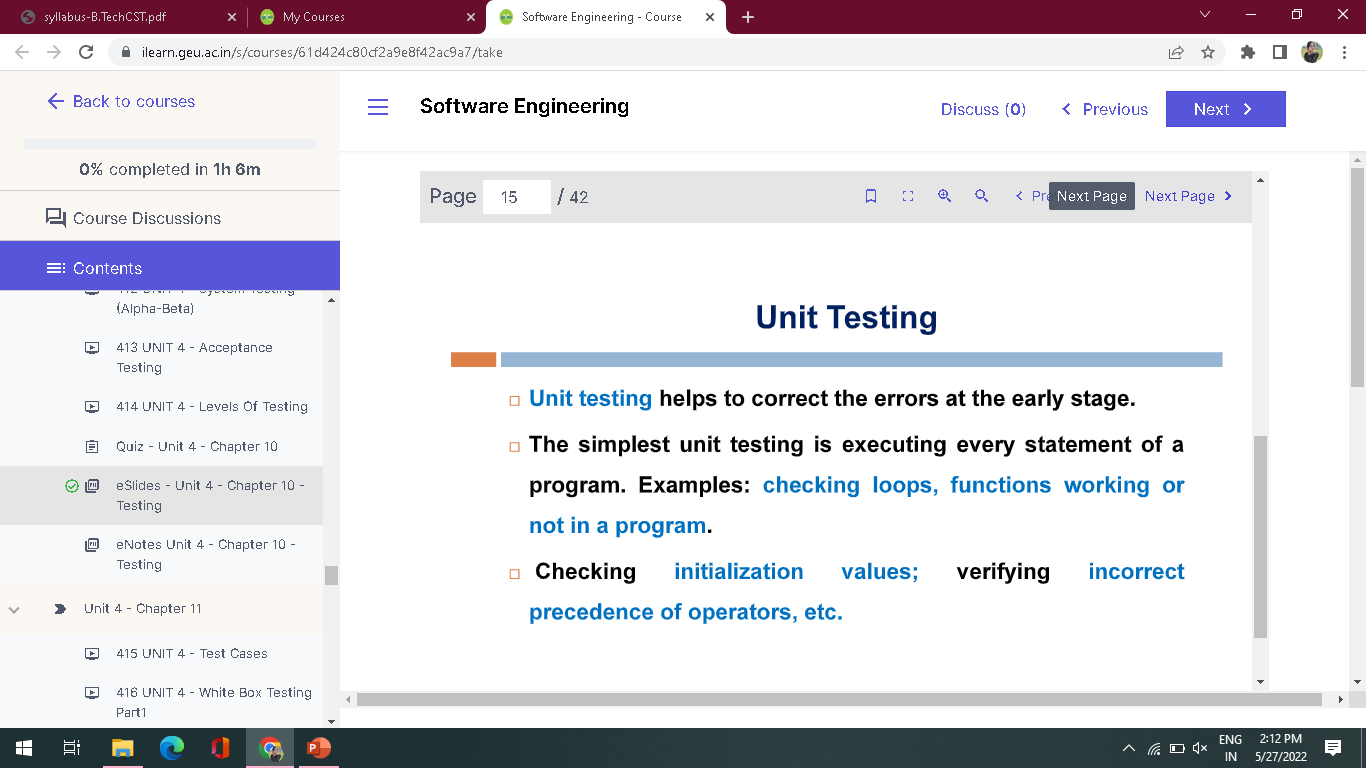 syllabus-B.TechCST.pdf
My Courses
Software Engineering - Course
ilearn.geu.ac.in/s/courses/61d424c80cf2a9e8f42ac9a7/take
Back to courses
0% completed in 1h 6m
Course Discussions
Contents
(Alpha-Beta)
413 UNIT 4 - Acceptance
Testing
414 UNIT 4 - Levels Of Testing
Quiz - Unit 4 - Chapter 10
eSlides - Unit 4 - Chapter 10 -
Testing
eNotes Unit 4 - Chapter 10 -
Testing
Unit 4 - Chapter 11
415 UNIT 4 - Test Cases
416 UNIT 4 - White Box Testing
Part1
Software Engineering
Discuss (0)
Previous
Next
Page 15 / 42
Next Page
Next Page
Unit Testing
Unit testing helps to correct the errors at the early stage.
The simplest unit testing is executing every statement of a
program. Examples: checking loops, functions working or
not in a program.
Checking initialization values; verifying incorrect
precedence of operators, etc.
ENG
IN
2:12 PM
5/27/2022